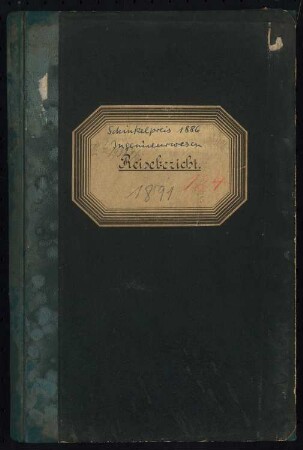 Schinkelpreis 1886
Ingenieurwesen
Reisebericht.
1891